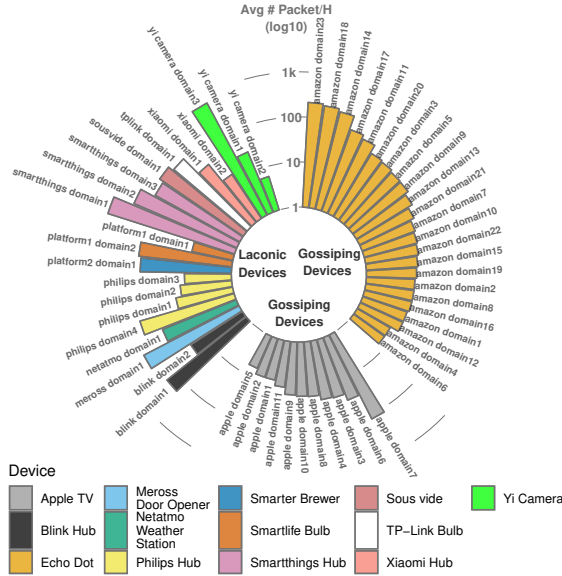 Avg # Packet/H
(log10)
1k
100
10
1
amazon domain23
amazon domain18
amazon domain14
amazon domain17
amazon domain11
amazon domain20
amazon domain3
amazon domain5
amazon domain9
amazon domain13
amazon domain21
amazon domain7
amazon domain10
amazon domain22
amazon domain15
amazon domain19
amazon domain2
amazon domain8
amazon domain16
amazon domain1
amazon domain12
amazon domain4
amazon domain6
apple domain7
apple domain6
apple domain3
apple domain4
apple domain8
apple domain10
apple domain9
apple domain11
apple domain1
apple domain2
apple domain5
blink domain1
blink domain2
meross domain1
netatmo domain1
philips domain4
philips domain1
philips domain2
philips domain3
platform2 domain1
platform1 domain2
platform1 domain1
smartthings domain1
smartthings domain2
smartthings domain3
sousvide domain1
tplink domain1
xiaomi domain1
xiaomi domain2
yi camera domain3
yi camera domain1
yi camera domain2
Laconic
Devices
Gossiping
Devices
Gossiping
Devices
Device
Apple TV
Blink Hub
Echo Dot
Meross
Door Opener
Netatmo
Weather
Station
Philips Hub
Smarter Brewer
Smartlife Bulb
Smartthings Hub
Sous vide
TP-Link Bulb
Xiaomi Hub
Yi Camera